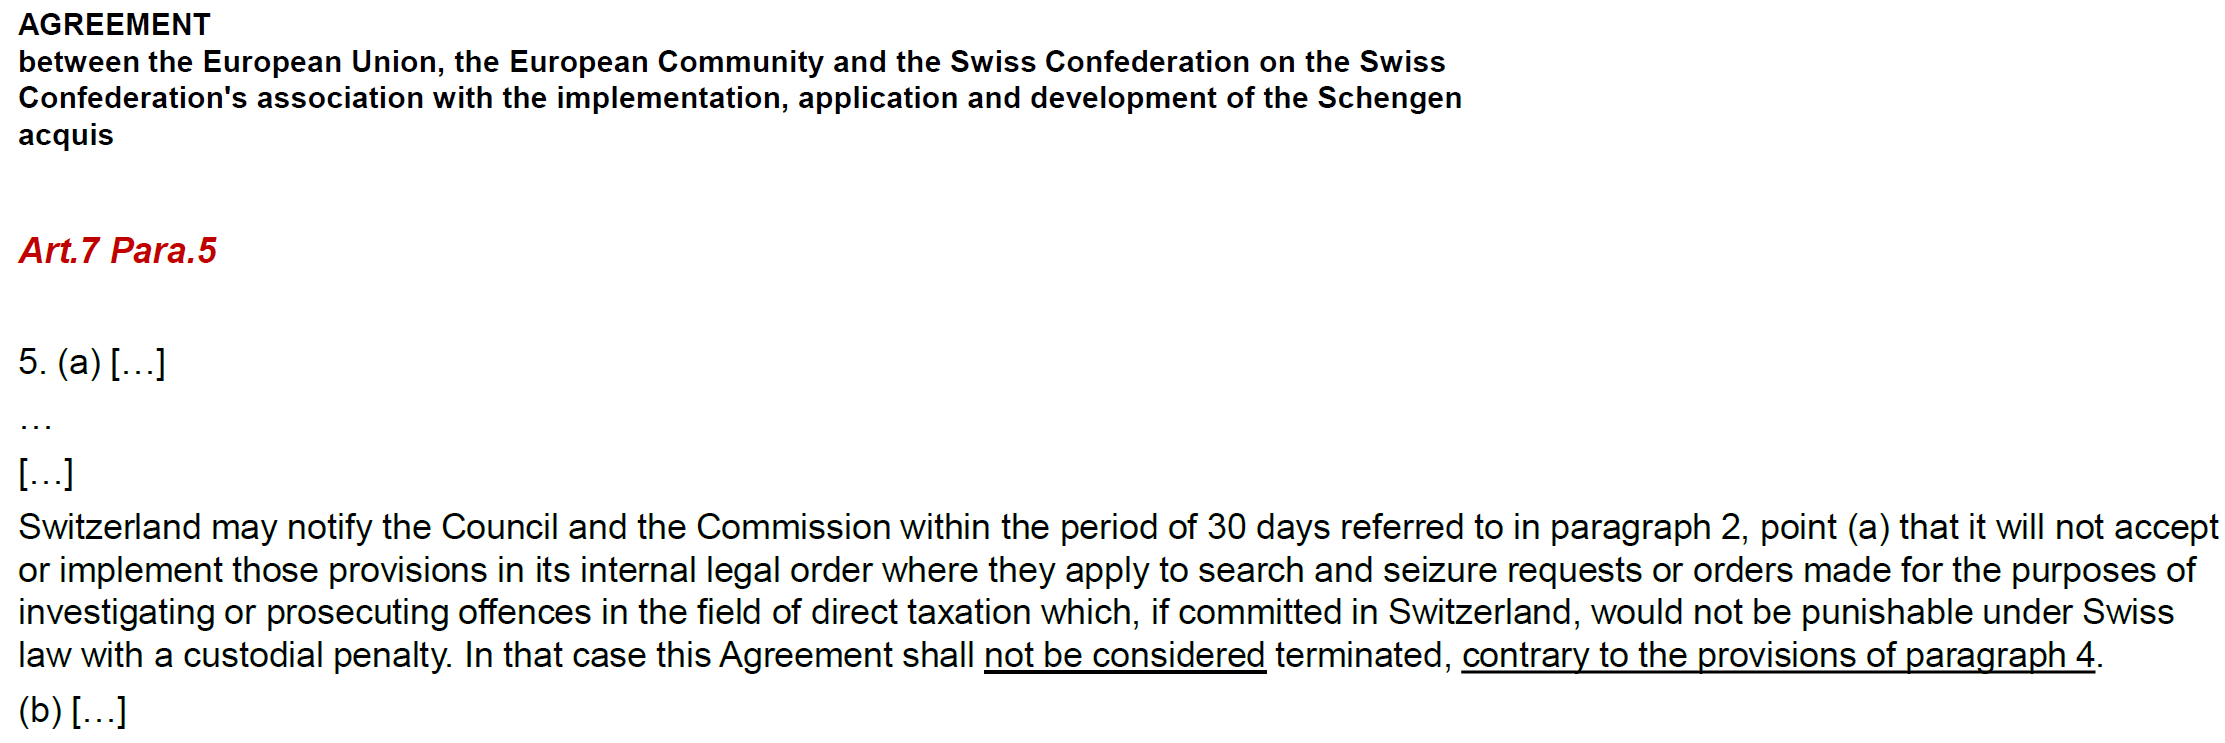 AGREEMENT
between the European Union, the European Community and the Swiss Confederation on the Swiss
Confederation's association with the implementation, application and development of the Schengen
acquis
Art.7 Para.5
5. (a) […]
…
[…]
Switzerland may notify the Council and the Commission within the period of 30 days referred to in paragraph 2, point (a) that it will not accept
or implement those provisions in its internal legal order where they apply to search and seizure requests or orders made for the purposes of
investigating or prosecuting offences in the field of direct taxation which, if committed in Switzerland, would not be punishable under Swiss
law with a custodial penalty. In that case this Agreement shall not be considered terminated, contrary to the provisions of paragraph 4.
(b) […]